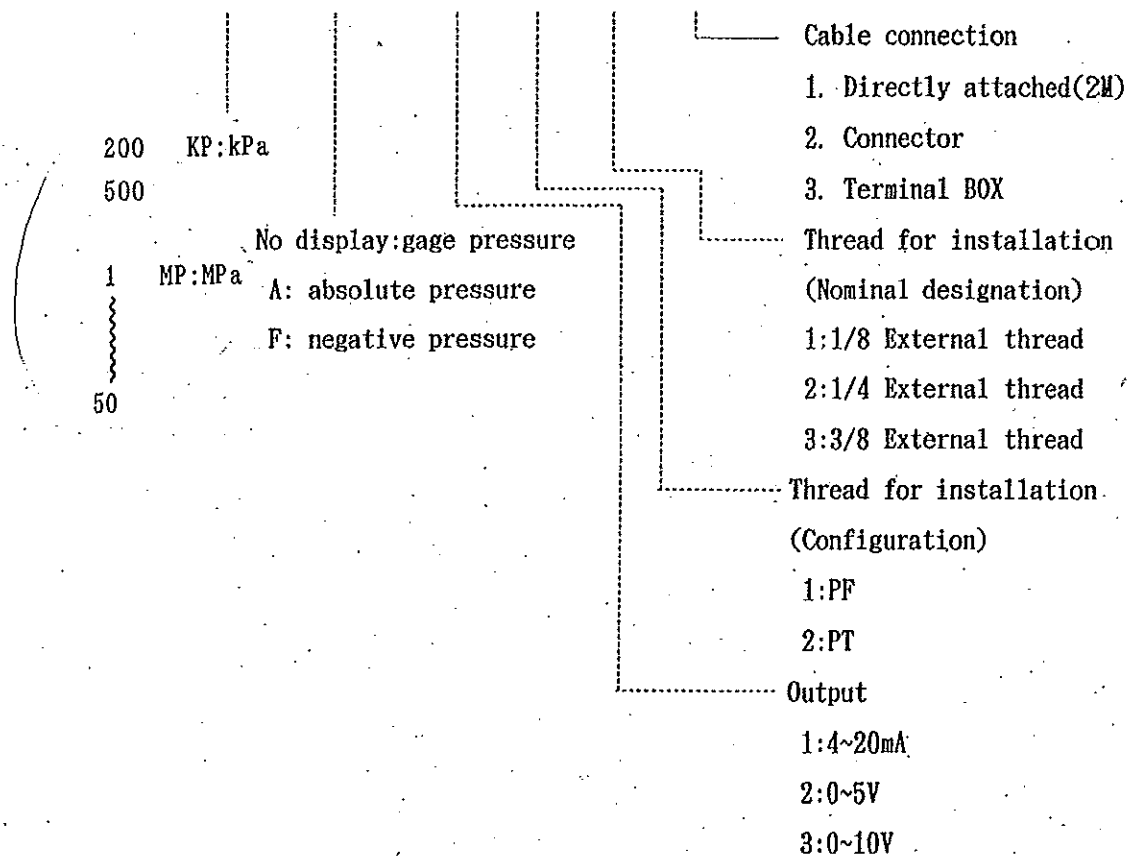 Cable connection
1. Directly attached(2M)
2. Connector
3. Terminal BOX
200 KP:kPa
500
1 MP:MPa
50
No display:gage pressure
A: absolute pressure
F: negative pressure
Thread for installation
(Nominal designation)
1:1/8 External thread
2:1/4 External thread
3:3/8 External thread
Thread for installation
(Configuration)
1:PF
2:PT
Output
1:4~20mA
2:0~5V
3:0~10V